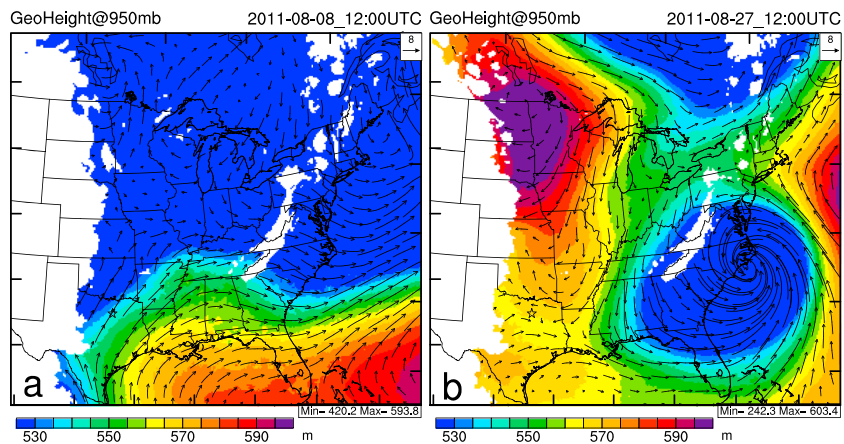 GeoHeight@950mb 2011-08-08_12:00UTC
8
a
Min= 420.2 Max= 593.8
530 550 570 590 m
GeoHeight@950mb 2011-08-27_12:00UTC
8
b
Min= 242.3 Max= 603.4
530 550 570 590 m